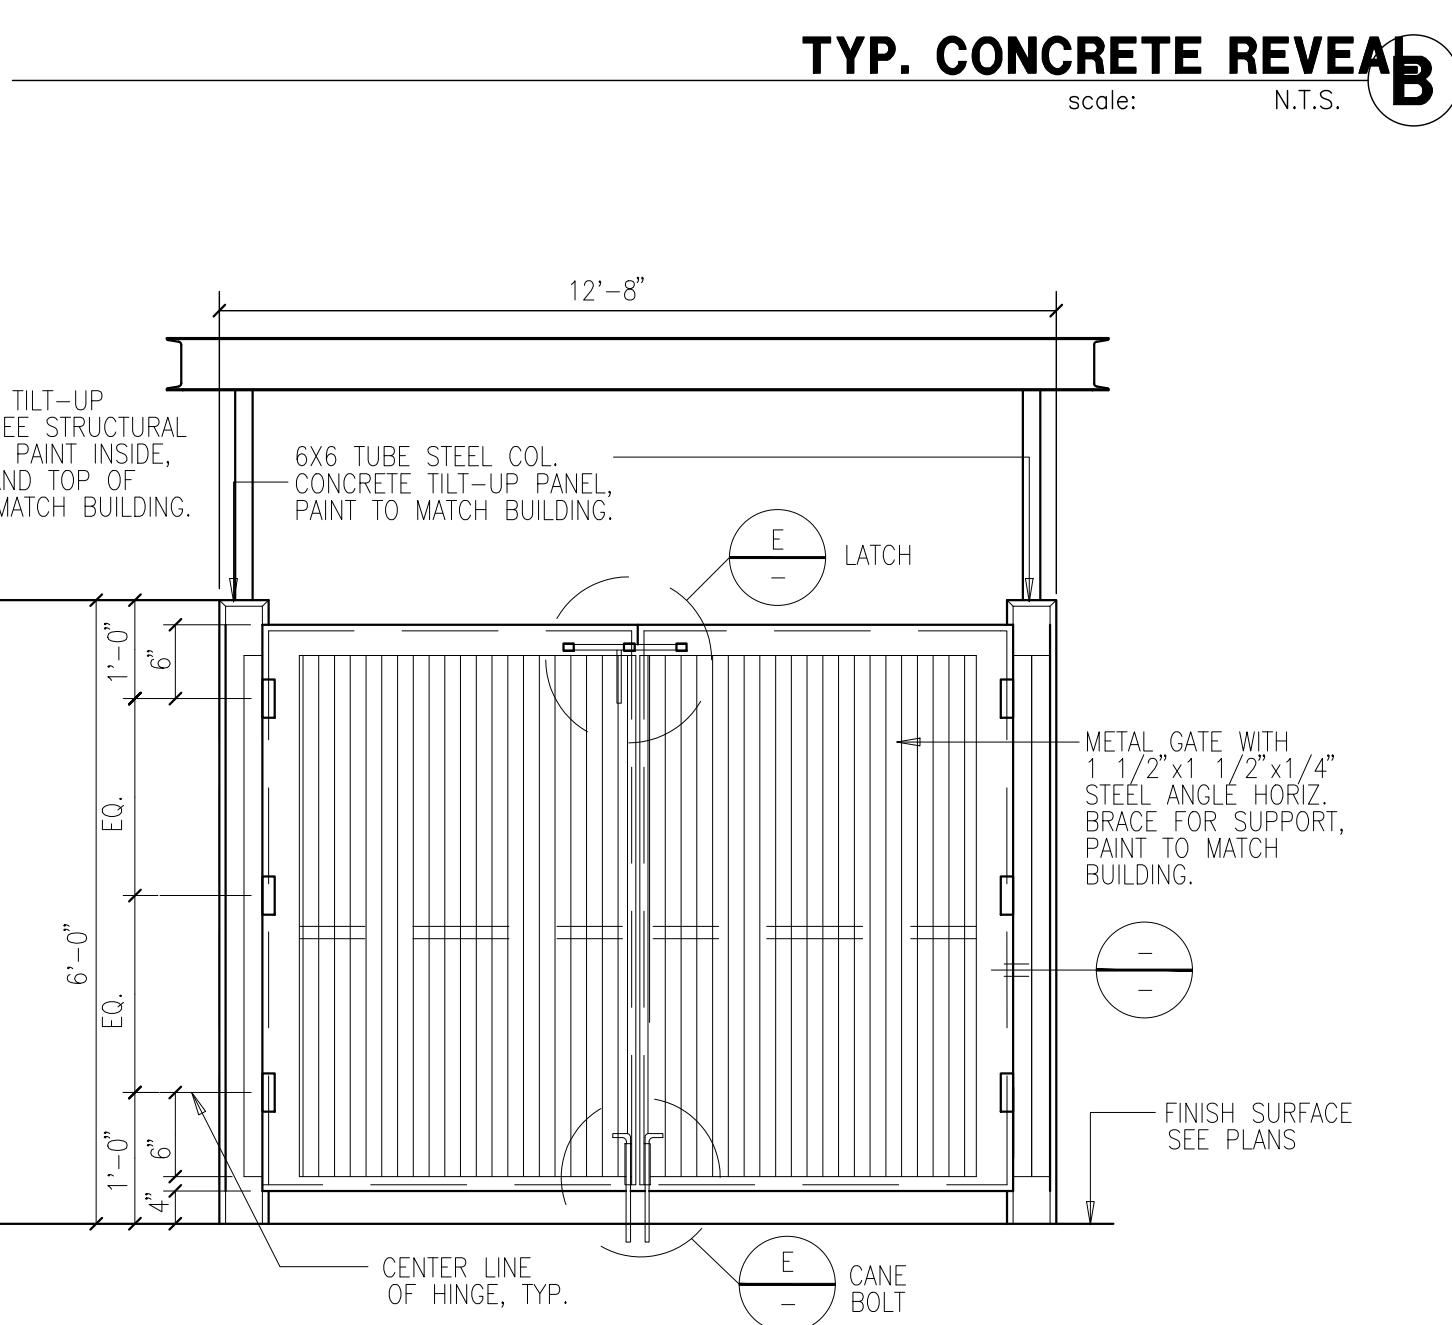 TYP. CONCRETE REVEAL
B
scale: N.T.S.
12'-8"
TILT-UP
EE STRUCTURAL
PAINT INSIDE,
ND TOP OF
MATCH BUILDING.
6X6 TUBE STEEL COL.
CONCRETE TILT-UP PANEL,
PAINT TO MATCH BUILDING.
E
-
LATCH
1'-0"
6"
EQ.
6'-0"
EQ.
1'-0"
6"
4"
METAL GATE WITH
1 1/2"x1 1/2"x1/4"
STEEL ANGLE HORIZ.
BRACE FOR SUPPORT,
PAINT TO MATCH
BUILDING.
-
-
FINISH SURFACE
SEE PLANS
CENTER LINE
OF HINGE, TYP.
E
-
CANE
BOLT